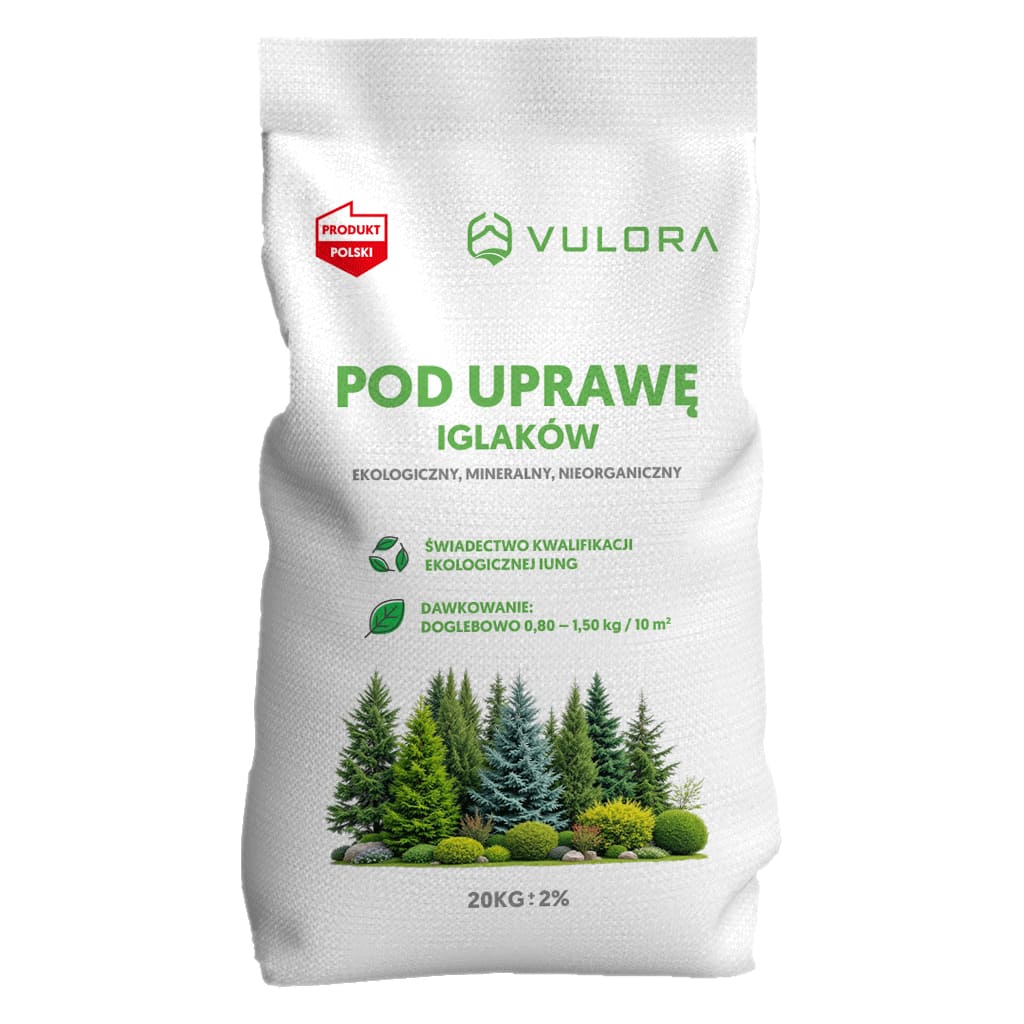 PRODUKT
POLSKI
VULORA
POD UPRAWĘ
IGLAKÓW
EKOLOGICZNY, MINERALNY, NIEORGANICZNY
ŚWIADECTWO KWALIFIKACJI
EKOLOGICZNEJ IUNG
DAWKOWANIE:
DOGLEBOWO 0,80 – 1,50 kg / 10 m²
20KG ± 2%